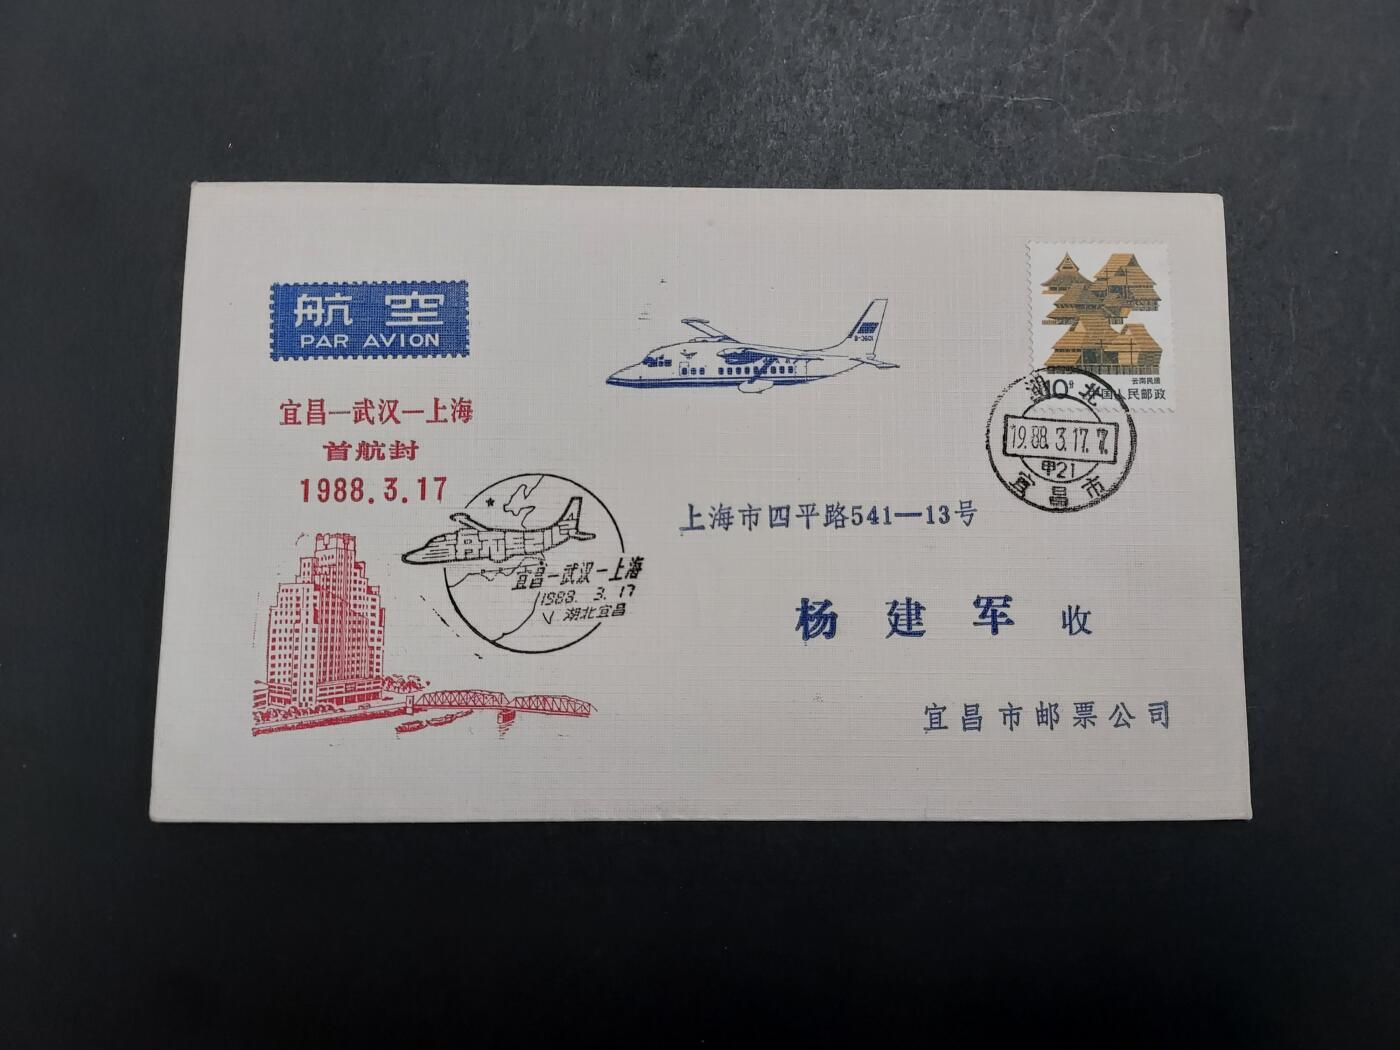 航空
PAR AVION
宜昌—武汉—上海
首航封
1988.3.17
宜昌—武汉—上海
1988.3.17
湖北宜昌
B-3601
云南民居
10分
中国人民邮政
湖北
1988.3.17.7
甲21
宜昌市
上海市四平路541—13号
杨建军 收
宜昌市邮票公司